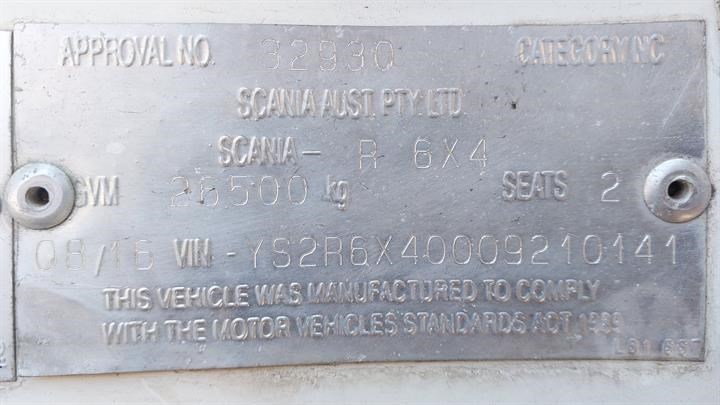 APPROVAL NO. 32930 CATEGORY NC
SCANIA AUST. PTY. LTD
SCANIA - R 6X4
GVM 26500 kg SEATS 2
08/16 VIN - YS2R6X40009210141
THIS VEHICLE WAS MANUFACTURED TO COMPLY
WITH THE MOTOR VEHICLES STANDARDS ACT 1989